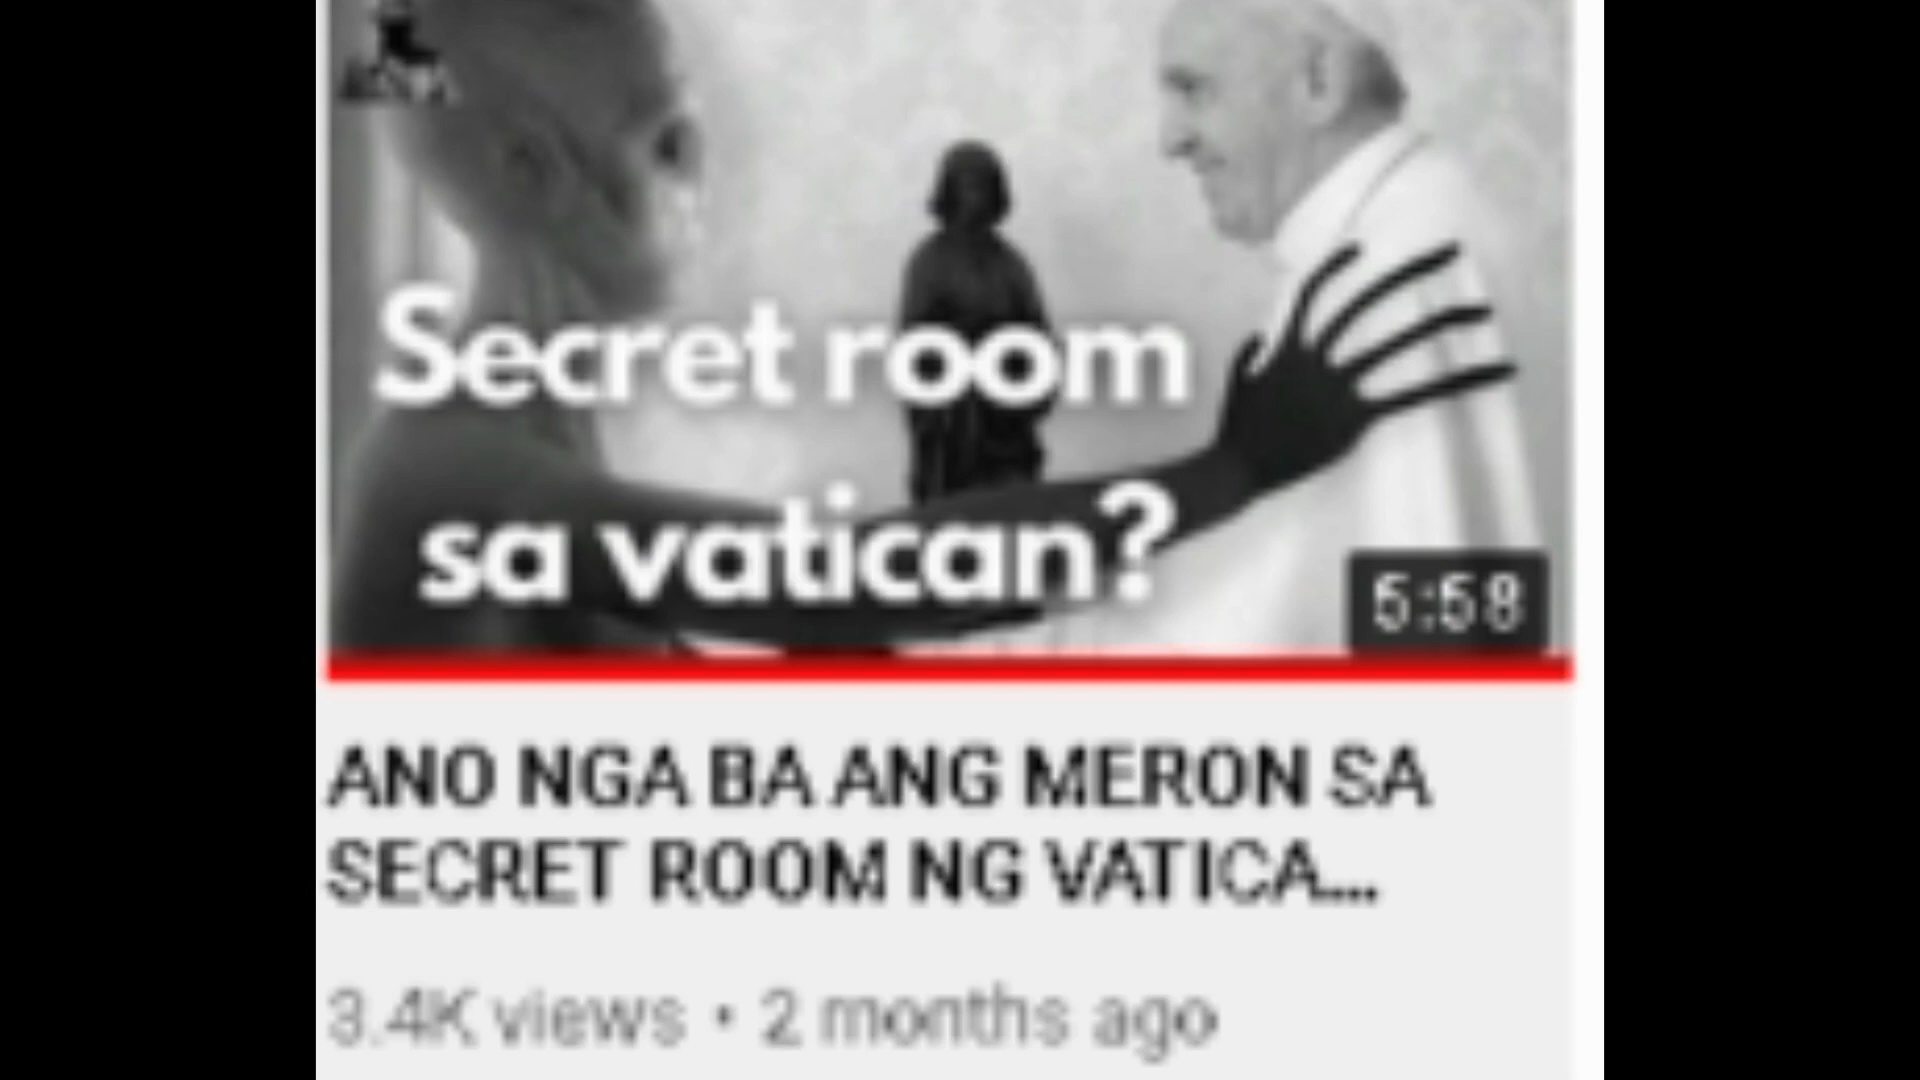 Secret room
sa vatican?
5:58
ANO NGA BA ANG MERON SA
SECRET ROOM NG VATICA...
3.4K views • 2 months ago